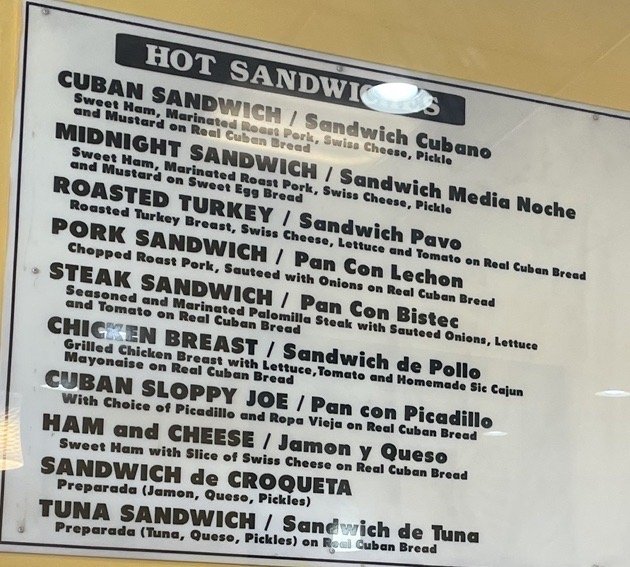 HOT SANDWICHES
CUBAN SANDWICH / Sandwich Cubano
Sweet Ham, Marinated Roast Pork, Swiss Cheese, Pickle
and Mustard on Real Cuban Bread
MIDNIGHT SANDWICH / Sandwich Media Noche
Sweet Ham, Marinated Roast Pork, Swiss Cheese, Pickle
and Mustard on Sweet Egg Bread
ROASTED TURKEY / Sandwich Pavo
Roasted Turkey Breast, Swiss Cheese, Lettuce and Tomato on Real Cuban Bread
PORK SANDWICH / Pan Con Lechon
Chopped Roast Pork, Sauteed with Onions on Real Cuban Bread
STEAK SANDWICH / Pan Con Bistec
Seasoned and Marinated Palomilla Steak with Sauteed Onions, Lettuce
and Tomato on Real Cuban Bread
CHICKEN BREAST / Sandwich de Pollo
Grilled Chicken Breast with Lettuce,Tomato and Homemade Sic Cajun
Mayonaise on Real Cuban Bread
CUBAN SLOPPY JOE / Pan con Picadillo
With Choice of Picadillo and Ropa Vieja on Real Cuban Bread
HAM and CHEESE / Jamon y Queso
Sweet Ham with Slice of Swiss Cheese on Real Cuban Bread
SANDWICH de CROQUETA
Preparada (Jamon, Queso, Pickles)
TUNA SANDWICH / Sandwich de Tuna
Preparada (Tuna, Queso, Pickles) on Real Cuban Bread